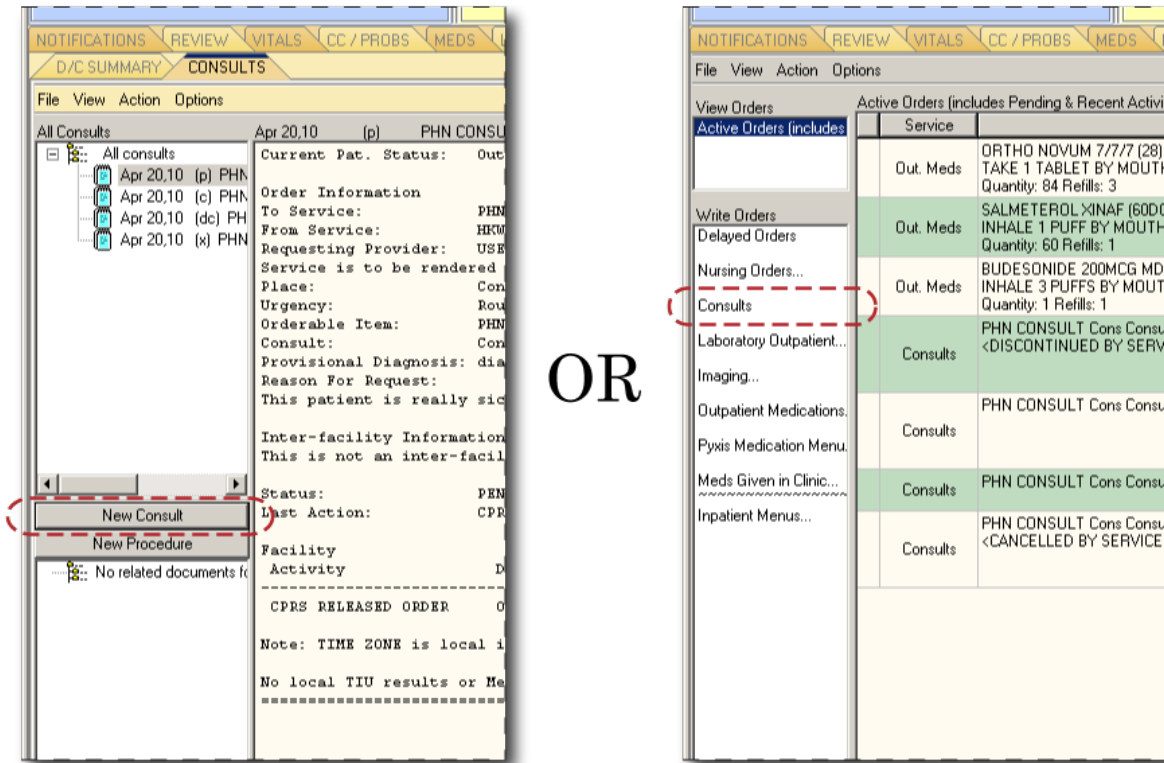 NOTIFICATIONS REVIEW VITALS CC / PROBS MEDS
D/C SUMMARY CONSULTS
File View Action Options
All Consults
All consults
Apr 20,10 (p) PHN
Apr 20,10 (c) PHN
Apr 20,10 (dc) PH
Apr 20,10 (x) PHN
New Consult
New Procedure
No related documents fo
Apr 20,10 (p) PHN CONSU
Current Pat. Status: Out
Order Information
To Service: PHN
From Service: HKW
Requesting Provider: USE
Service is to be rendered
Place: Con
Urgency: Rou
Orderable Item: PHN
Consult: Con
Provisional Diagnosis: dia
Reason For Request:
This patient is really sic
Inter-facility Information
This is not an inter-facil
Status: PEN
Last Action: CPR
Facility
Activity D
CPRS RELEASED ORDER 0
Note: TIME ZONE is local i
No local TIU results or Me
OR
NOTIFICATIONS REVIEW VITALS CC / PROBS MEDS
File View Action Options
View Orders
Active Orders (includes
Write Orders
Delayed Orders
Nursing Orders...
Consults
Laboratory Outpatient...
Imaging...
Outpatient Medications.
Pyxis Medication Menu.
Meds Given in Clinic...
~~~~~~~~~~~~~~~~~
Inpatient Menus...
Active Orders (includes Pending & Recent Activi
Service
Out. Meds
ORTHO NOVUM 7/7/7 (28)
TAKE 1 TABLET BY MOUTH
Quantity: 84 Refills: 3
Out. Meds
SALMETEROL XINAF (60DO
INHALE 1 PUFF BY MOUTH
Quantity: 60 Refills: 1
Out. Meds
BUDESONIDE 200MCG MD
INHALE 3 PUFFS BY MOUT
Quantity: 1 Refills: 1
Consults
PHN CONSULT Cons Consu
<DISCONTINUED BY SERV
Consults
PHN CONSULT Cons Consu
Consults
PHN CONSULT Cons Consu
Consults
PHN CONSULT Cons Consu
<CANCELLED BY SERVICE